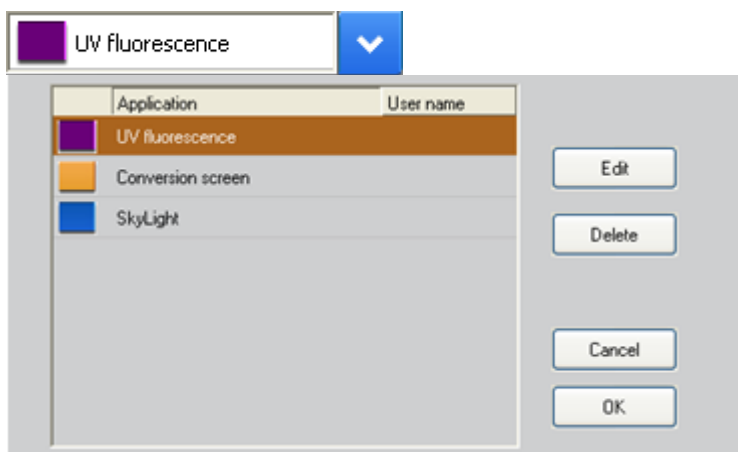 UV fluorescence
Application User name
UV fluorescence
Conversion screen
SkyLight
Edit
Delete
Cancel
OK